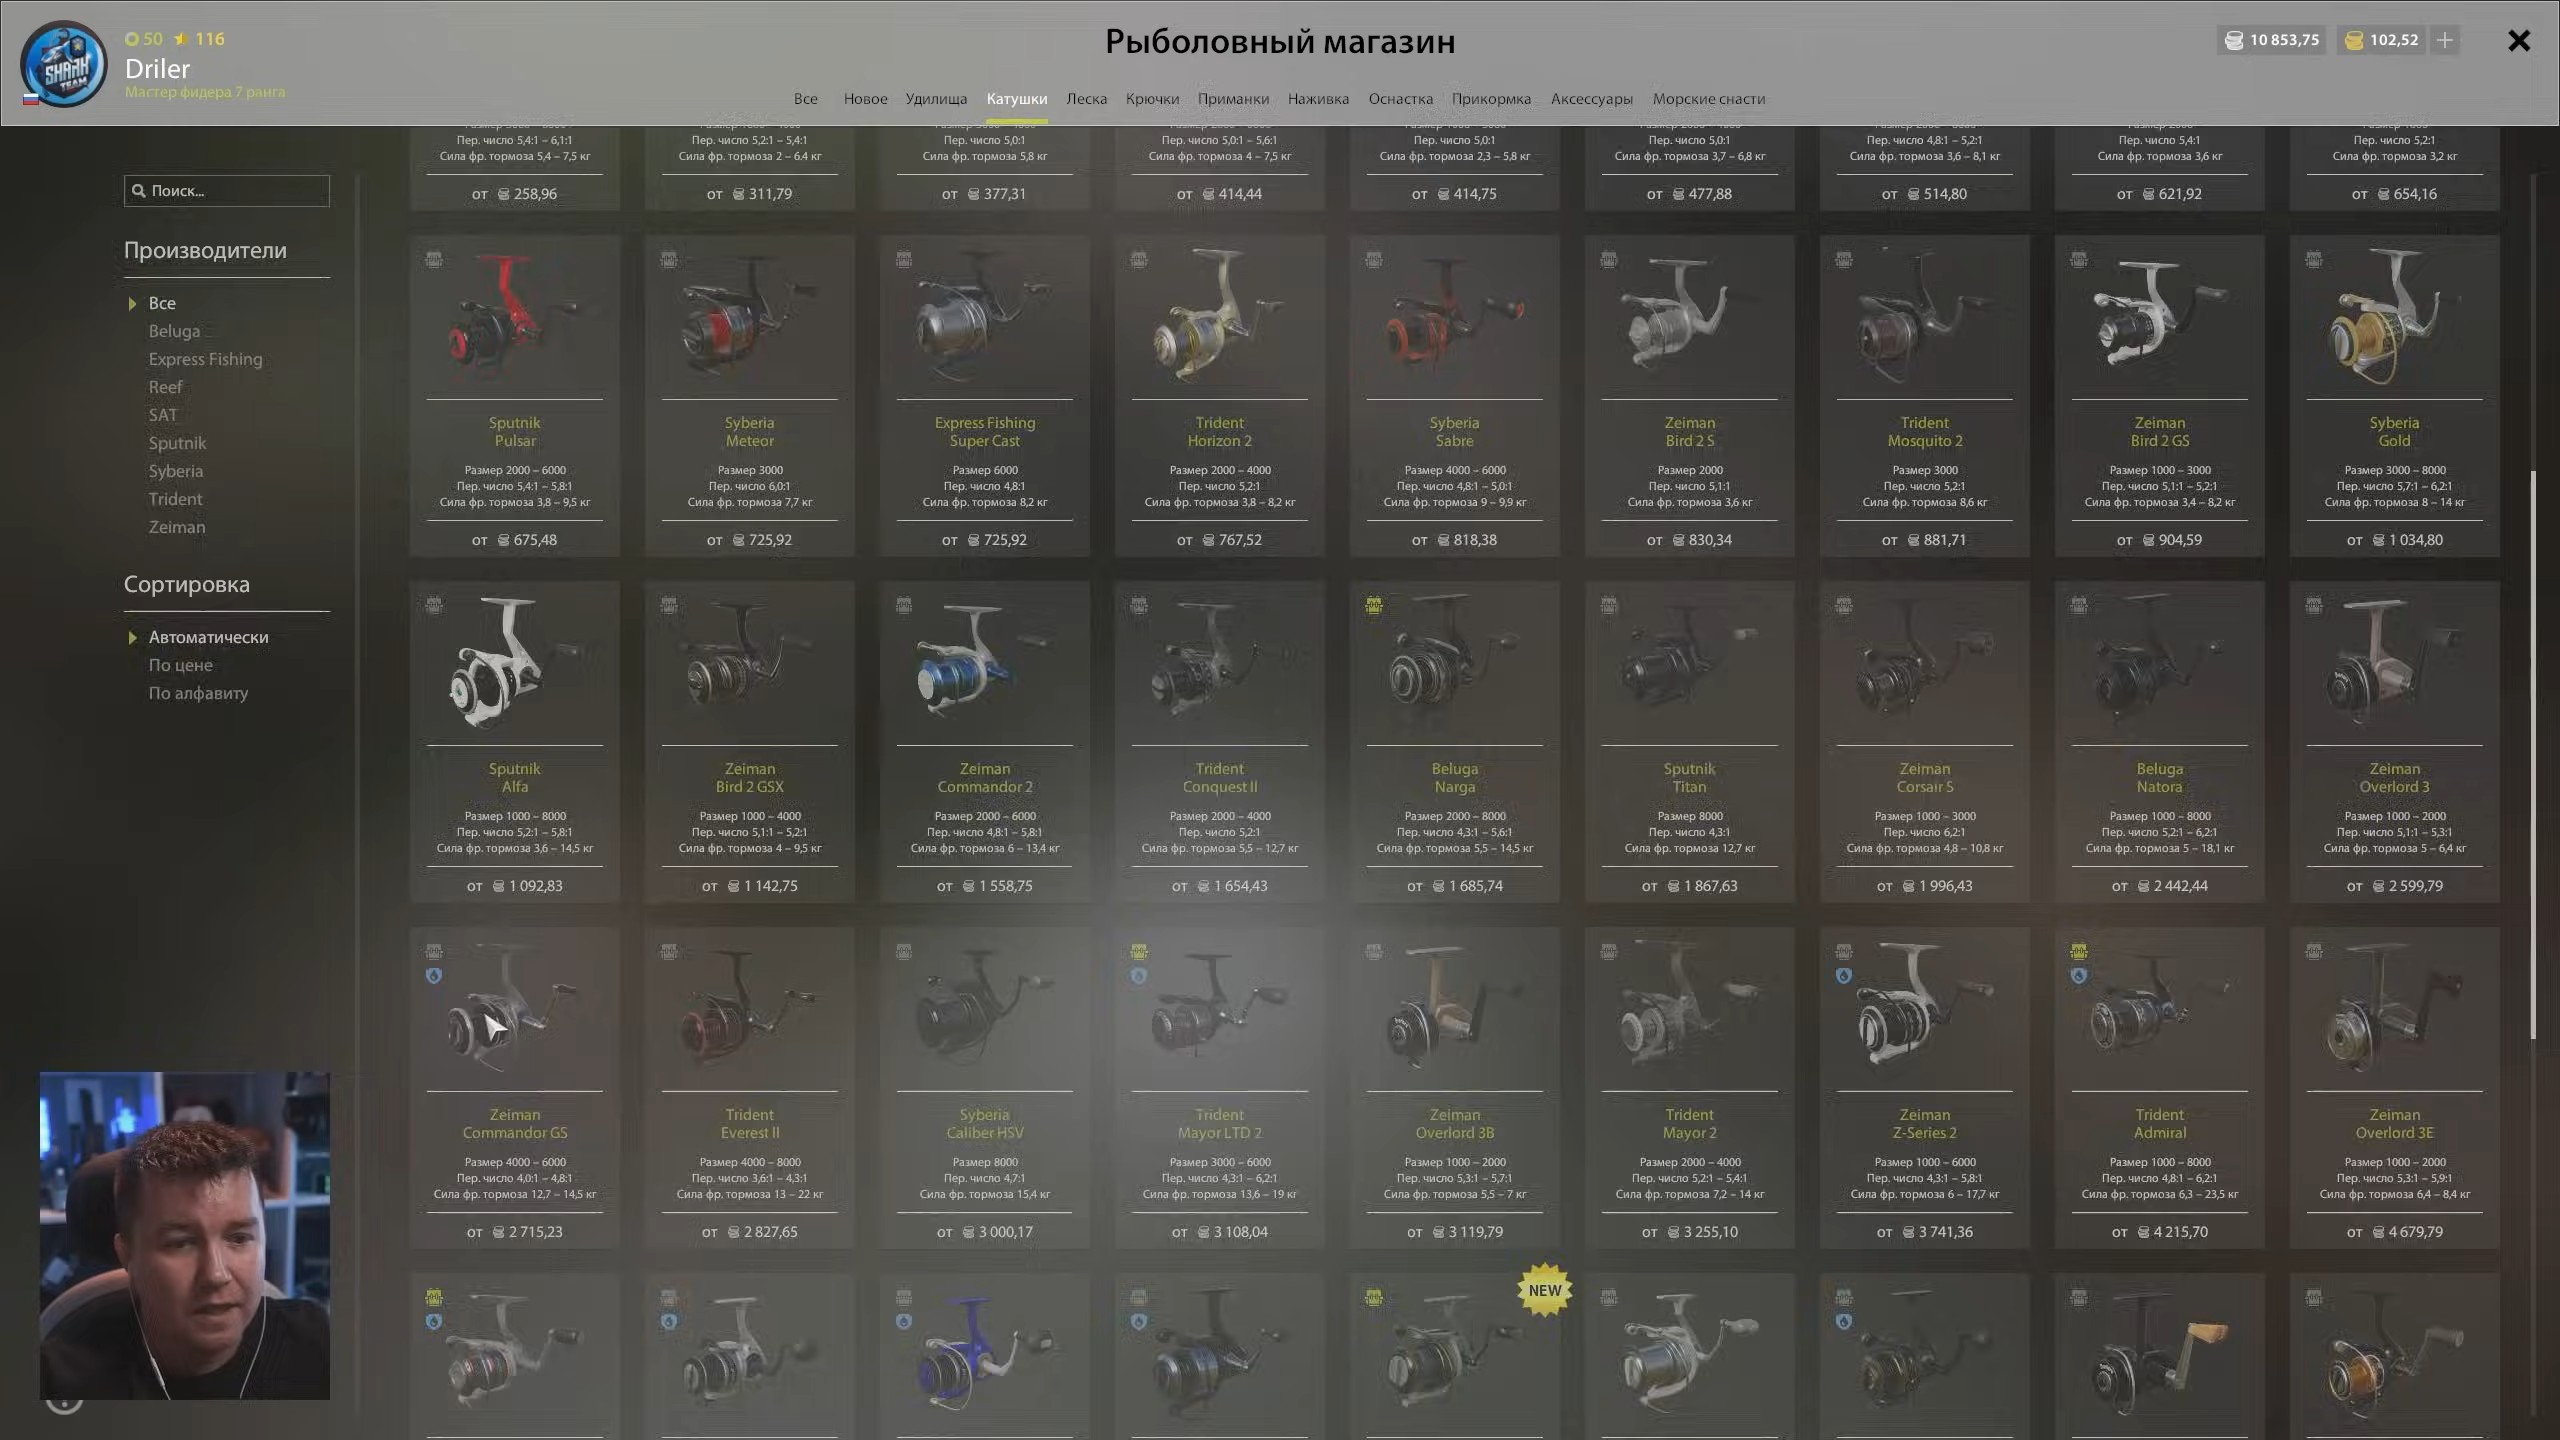 50 116
Driler
Мастер фидера 7 ранга
SHARK TEAM
Рыболовный магазин
10 853,75 102,52
Все Новое Удилища Катушки Леска Крючки Приманки Наживка Оснастка Прикормка Аксессуары Морские снасти
Поиск...
Производители
Все
Beluga
Express Fishing
Reef
SAT
Sputnik
Syberia
Trident
Zeiman
Сортировка
Автоматически
По цене
По алфавиту
Пер. число 5,4:1 – 6,1:1
Сила фр. тормоза 5,4 – 7,5 кг
от 258,96
Пер. число 5,2:1 – 5,4:1
Сила фр. тормоза 2 – 6.4 кг
от 311,79
Пер. число 5,0:1
Сила фр. тормоза 5,8 кг
от 377,31
Пер. число 5,0:1 – 5,6:1
Сила фр. тормоза 4 – 7,5 кг
от 414,44
Пер. число 5,0:1
Сила фр. тормоза 2,3 – 5,8 кг
от 414,75
Пер. число 5,0:1
Сила фр. тормоза 3,7 – 6,8 кг
от 477,88
Пер. число 4,8:1 – 5,2:1
Сила фр. тормоза 3,6 – 8,1 кг
от 514,80
Пер. число 5,4:1
Сила фр. тормоза 3,6 кг
от 621,92
Пер. число 5,2:1
Сила фр. тормоза 3,2 кг
от 654,16
Sputnik
Pulsar
Размер 2000 – 6000
Пер. число 5,4:1 – 5,8:1
Сила фр. тормоза 3,8 – 9,5 кг
от 675,48
Syberia
Meteor
Размер 3000
Пер. число 6,0:1
Сила фр. тормоза 7,7 кг
от 725,92
Express Fishing
Super Cast
Размер 6000
Пер. число 4,8:1
Сила фр. тормоза 8,2 кг
от 725,92
Trident
Horizon 2
Размер 2000 – 4000
Пер. число 5,2:1
Сила фр. тормоза 3,8 – 8,2 кг
от 767,52
Syberia
Sabre
Размер 4000 – 6000
Пер. число 4,8:1 – 5,0:1
Сила фр. тормоза 9 – 9,9 кг
от 818,38
Zeiman
Bird 2 S
Размер 2000
Пер. число 5,1:1
Сила фр. тормоза 3,6 кг
от 830,34
Trident
Mosquito 2
Размер 3000
Пер. число 5,2:1
Сила фр. тормоза 8,6 кг
от 881,71
Zeiman
Bird 2 GS
Размер 1000 – 3000
Пер. число 5,1:1 – 5,2:1
Сила фр. тормоза 3,4 – 8,2 кг
от 904,59
Syberia
Gold
Размер 3000 – 8000
Пер. число 5,7:1 – 6,2:1
Сила фр. тормоза 8 – 14 кг
от 1 034,80
Sputnik
Alfa
Размер 1000 – 8000
Пер. число 5,2:1 – 5,8:1
Сила фр. тормоза 3,6 – 14,5 кг
от 1 092,83
Zeiman
Bird 2 GSX
Размер 1000 – 4000
Пер. число 5,1:1 – 5,2:1
Сила фр. тормоза 4 – 9,5 кг
от 1 142,75
Zeiman
Commandor 2
Размер 2000 – 6000
Пер. число 4,8:1 – 5,8:1
Сила фр. тормоза 6 – 13,4 кг
от 1 558,75
Trident
Conquest II
Размер 2000 – 4000
Пер. число 5,2:1
Сила фр. тормоза 5,5 – 12,7 кг
от 1 654,43
Beluga
Narga
Размер 2000 – 8000
Пер. число 4,3:1 – 5,6:1
Сила фр. тормоза 5,5 – 14,5 кг
от 1 685,74
Sputnik
Titan
Размер 8000
Пер. число 4,3:1
Сила фр. тормоза 12,7 кг
от 1 867,63
Zeiman
Corsair S
Размер 1000 – 3000
Пер. число 6,2:1
Сила фр. тормоза 4,8 – 10,8 кг
от 1 996,43
Beluga
Natora
Размер 1000 – 8000
Пер. число 5,2:1 – 6,2:1
Сила фр. тормоза 5 – 18,1 кг
от 2 442,44
Zeiman
Overlord 3
Размер 1000 – 2000
Пер. число 5,1:1 – 5,3:1
Сила фр. тормоза 5 – 6,4 кг
от 2 599,79
Zeiman
Commandor GS
Размер 4000 – 6000
Пер. число 4,0:1 – 4,8:1
Сила фр. тормоза 12,7 – 14,5 кг
от 2 715,23
Trident
Everest II
Размер 4000 – 8000
Пер. число 3,6:1 – 4,3:1
Сила фр. тормоза 13 – 22 кг
от 2 827,65
Syberia
Caliber HSV
Размер 8000
Пер. число 4,7:1
Сила фр. тормоза 15,4 кг
от 3 000,17
Trident
Mayor LTD 2
Размер 3000 – 6000
Пер. число 4,3:1 – 6,2:1
Сила фр. тормоза 13,6 – 19 кг
от 3 108,04
Zeiman
Overlord 3B
Размер 1000 – 2000
Пер. число 5,3:1 – 5,7:1
Сила фр. тормоза 5,5 – 7 кг
от 3 119,79
Trident
Mayor 2
Размер 2000 – 4000
Пер. число 5,2:1 – 5,4:1
Сила фр. тормоза 7,2 – 14 кг
от 3 255,10
Zeiman
Z-Series 2
Размер 1000 – 6000
Пер. число 4,3:1 – 5,8:1
Сила фр. тормоза 6 – 17,7 кг
от 3 741,36
Trident
Admiral
Размер 1000 – 8000
Пер. число 4,8:1 – 6,2:1
Сила фр. тормоза 6,3 – 23,5 кг
от 4 215,70
Zeiman
Overlord 3E
Размер 1000 – 2000
Пер. число 5,3:1 – 5,9:1
Сила фр. тормоза 6,4 – 8,4 кг
от 4 679,79
NEW